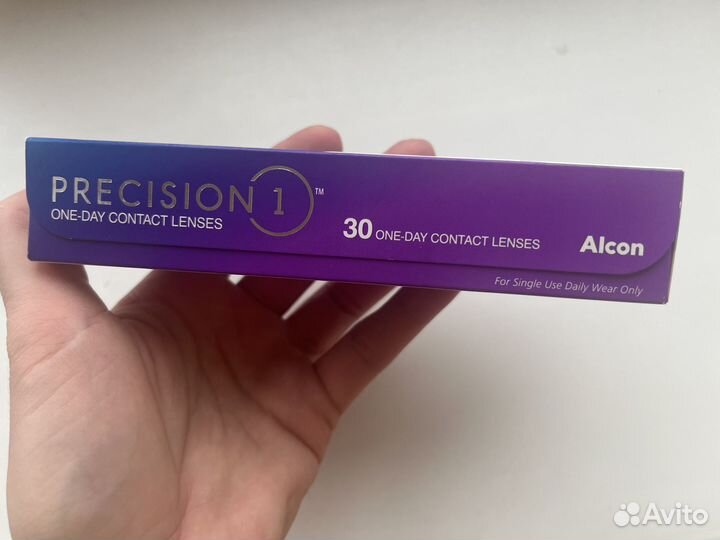 PRECISION 1™
ONE-DAY CONTACT LENSES
30 ONE-DAY CONTACT LENSES
Alcon
For Single Use Daily Wear Only
Avito